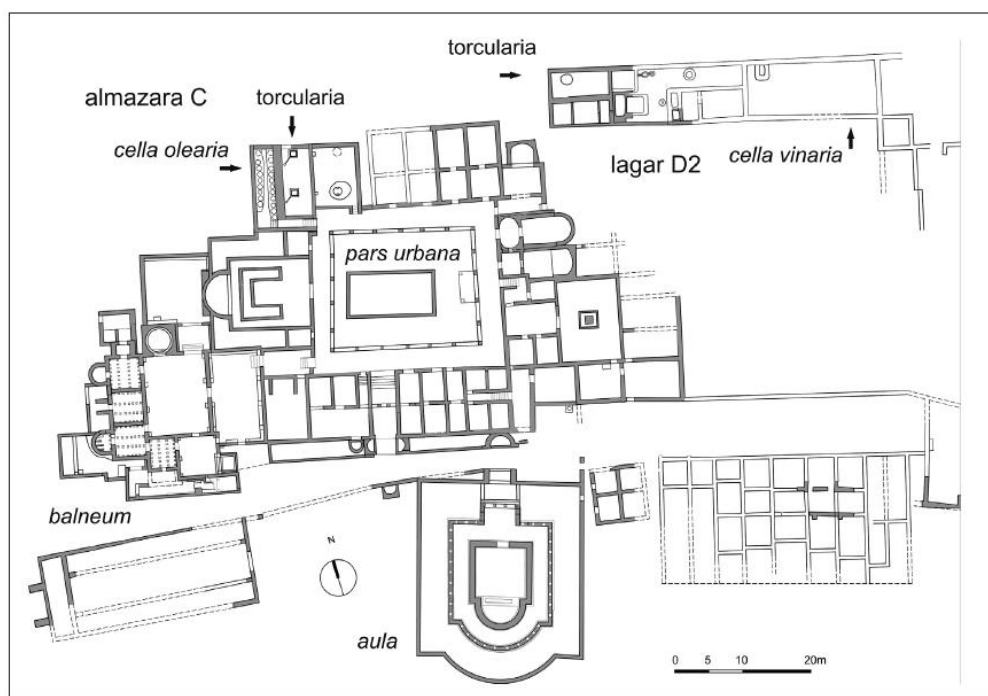 torcularia
almazara C
torcularia
cella olearia
lagar D2
cella vinaria
pars urbana
balneum
N
aula
0 5 10 20m